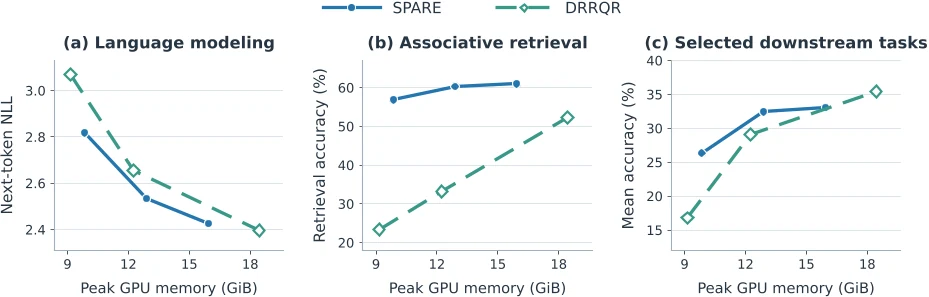 SPARE DRRQR
(a) Language modeling
Next-token NLL
3.0
2.8
2.6
2.4
9 12 15 18
Peak GPU memory (GiB)
(b) Associative retrieval
Retrieval accuracy (%)
60
50
40
30
20
9 12 15 18
Peak GPU memory (GiB)
(c) Selected downstream tasks
Mean accuracy (%)
40
35
30
25
20
15
9 12 15 18
Peak GPU memory (GiB)